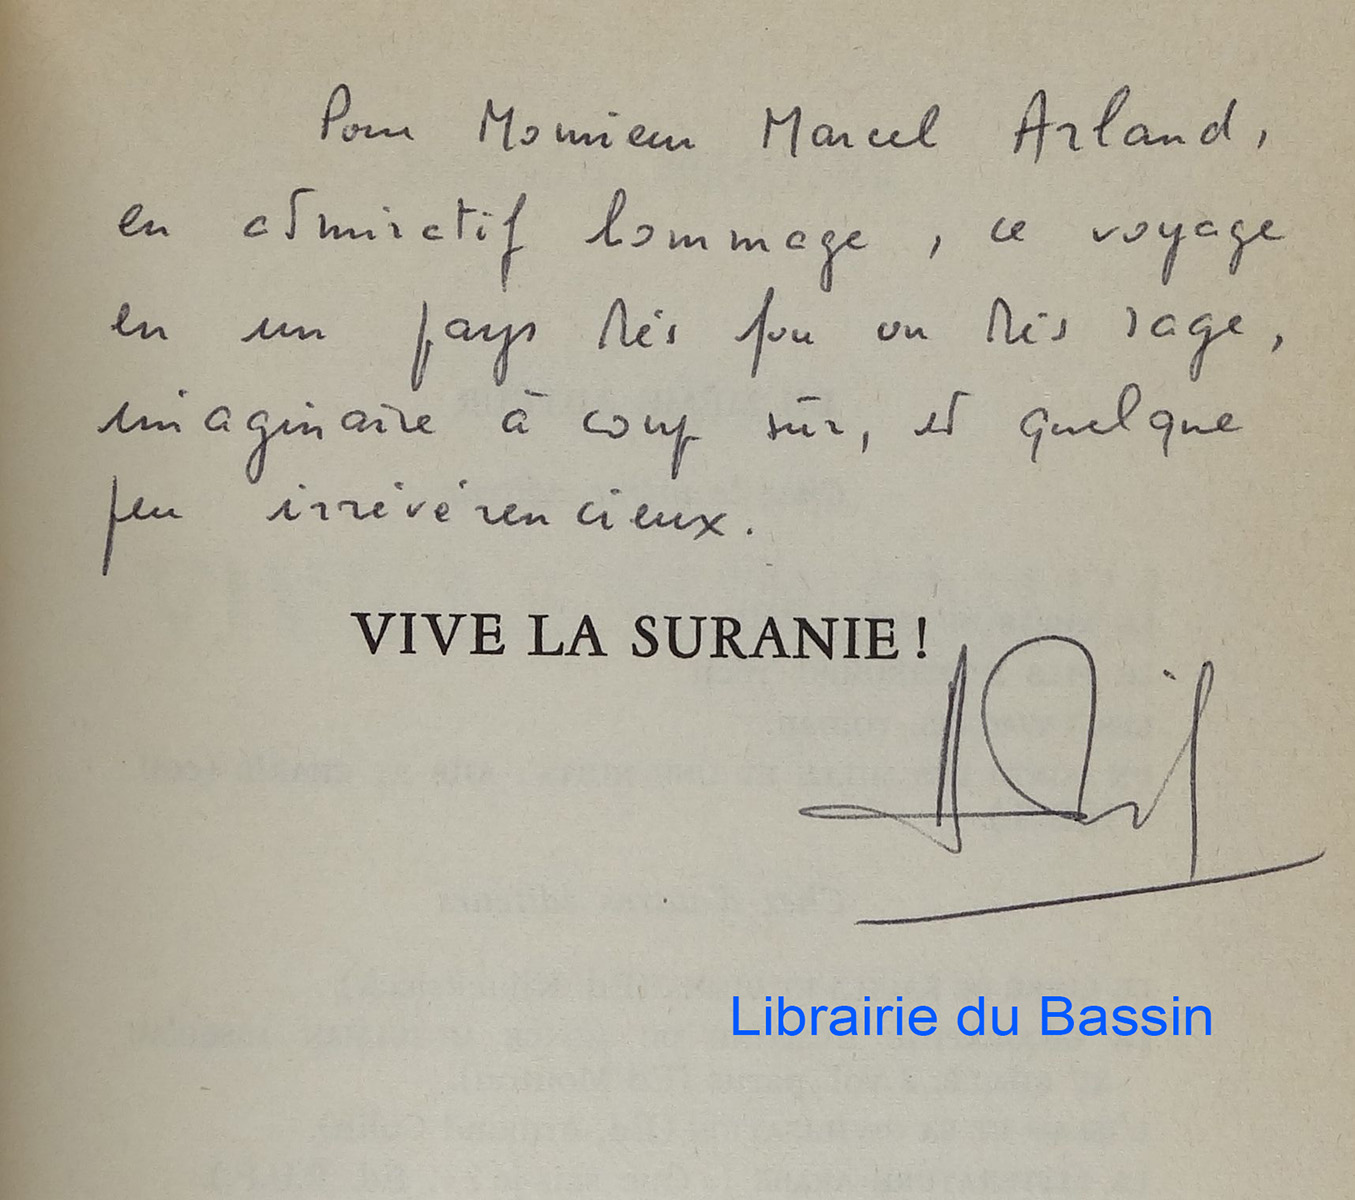 Pour Monsieur Marcel Arland,
en admiratif hommage, ce voyage
en un pays très fou ou très sage,
imaginaire à coup sûr, et quelque
peu irrévérencieux.
VIVE LA SURANIE !
Librairie du Bassin